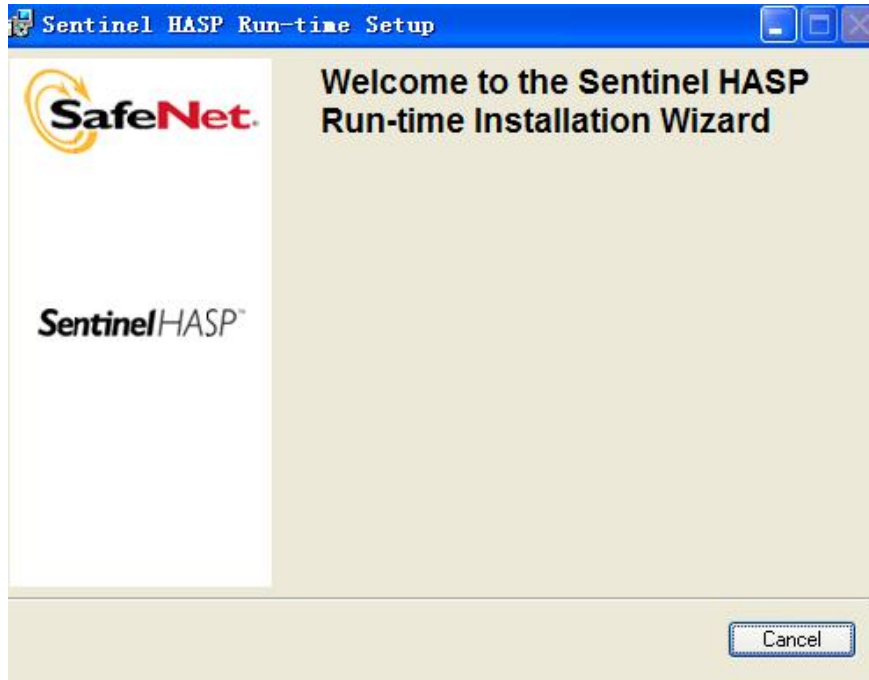 Sentinel HASP Run-time Setup
SafeNet.
Welcome to the Sentinel HASP
Run-time Installation Wizard
SentinelHASP™
Cancel